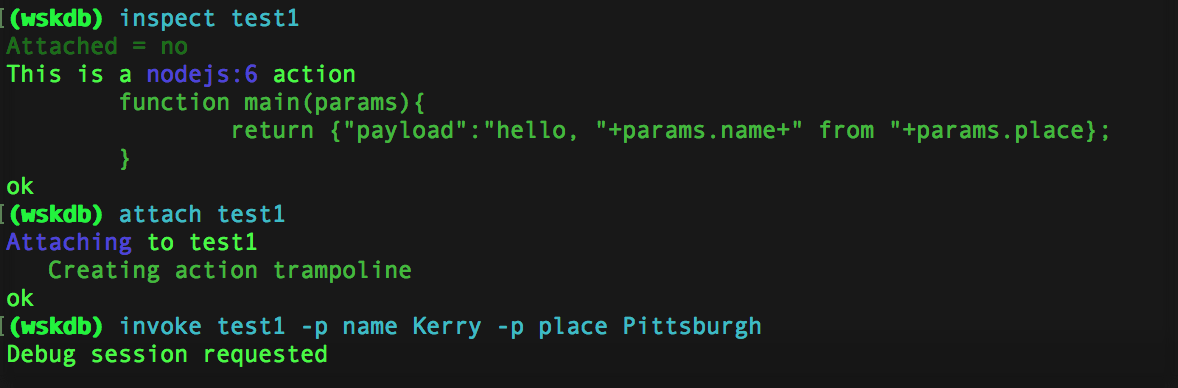 [(wskdb) inspect test1
Attached = no
This is a nodejs:6 action
        function main(params){
                return {"payload":"hello, "+params.name+" from "+params.place};
        }
ok
[(wskdb) attach test1
Attaching to test1
   Creating action trampoline
ok
[(wskdb) invoke test1 -p name Kerry -p place Pittsburgh
Debug session requested